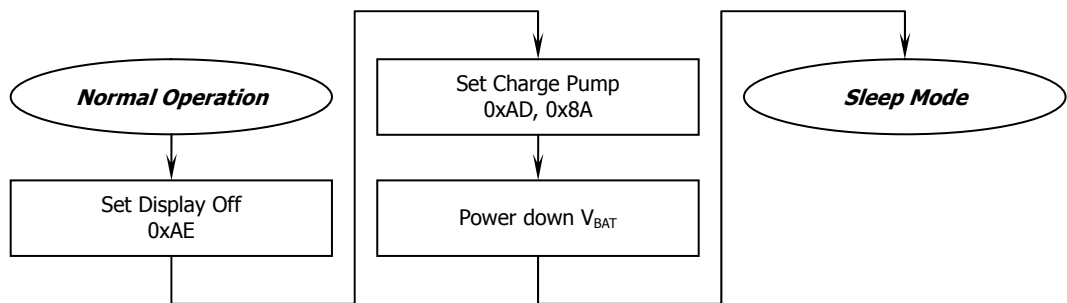 Normal Operation
Set Display Off
0xAE
Set Charge Pump
0xAD, 0x8A
Power down VBAT
Sleep Mode